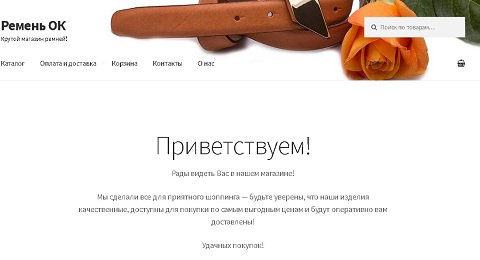 Ремень ОК
Крутой магазин ремней!
Поиск по товарам…
Каталог Оплата и доставка Корзина Контакты О нас
Приветствуем!
Рады видеть Вас в нашем магазине!
Мы сделали все для приятного шоппинга — будьте уверены, что наши изделия
качественные, доступны для покупки по самым выгодным ценам и будут оперативно вам
доставлены!
Удачных покупок!